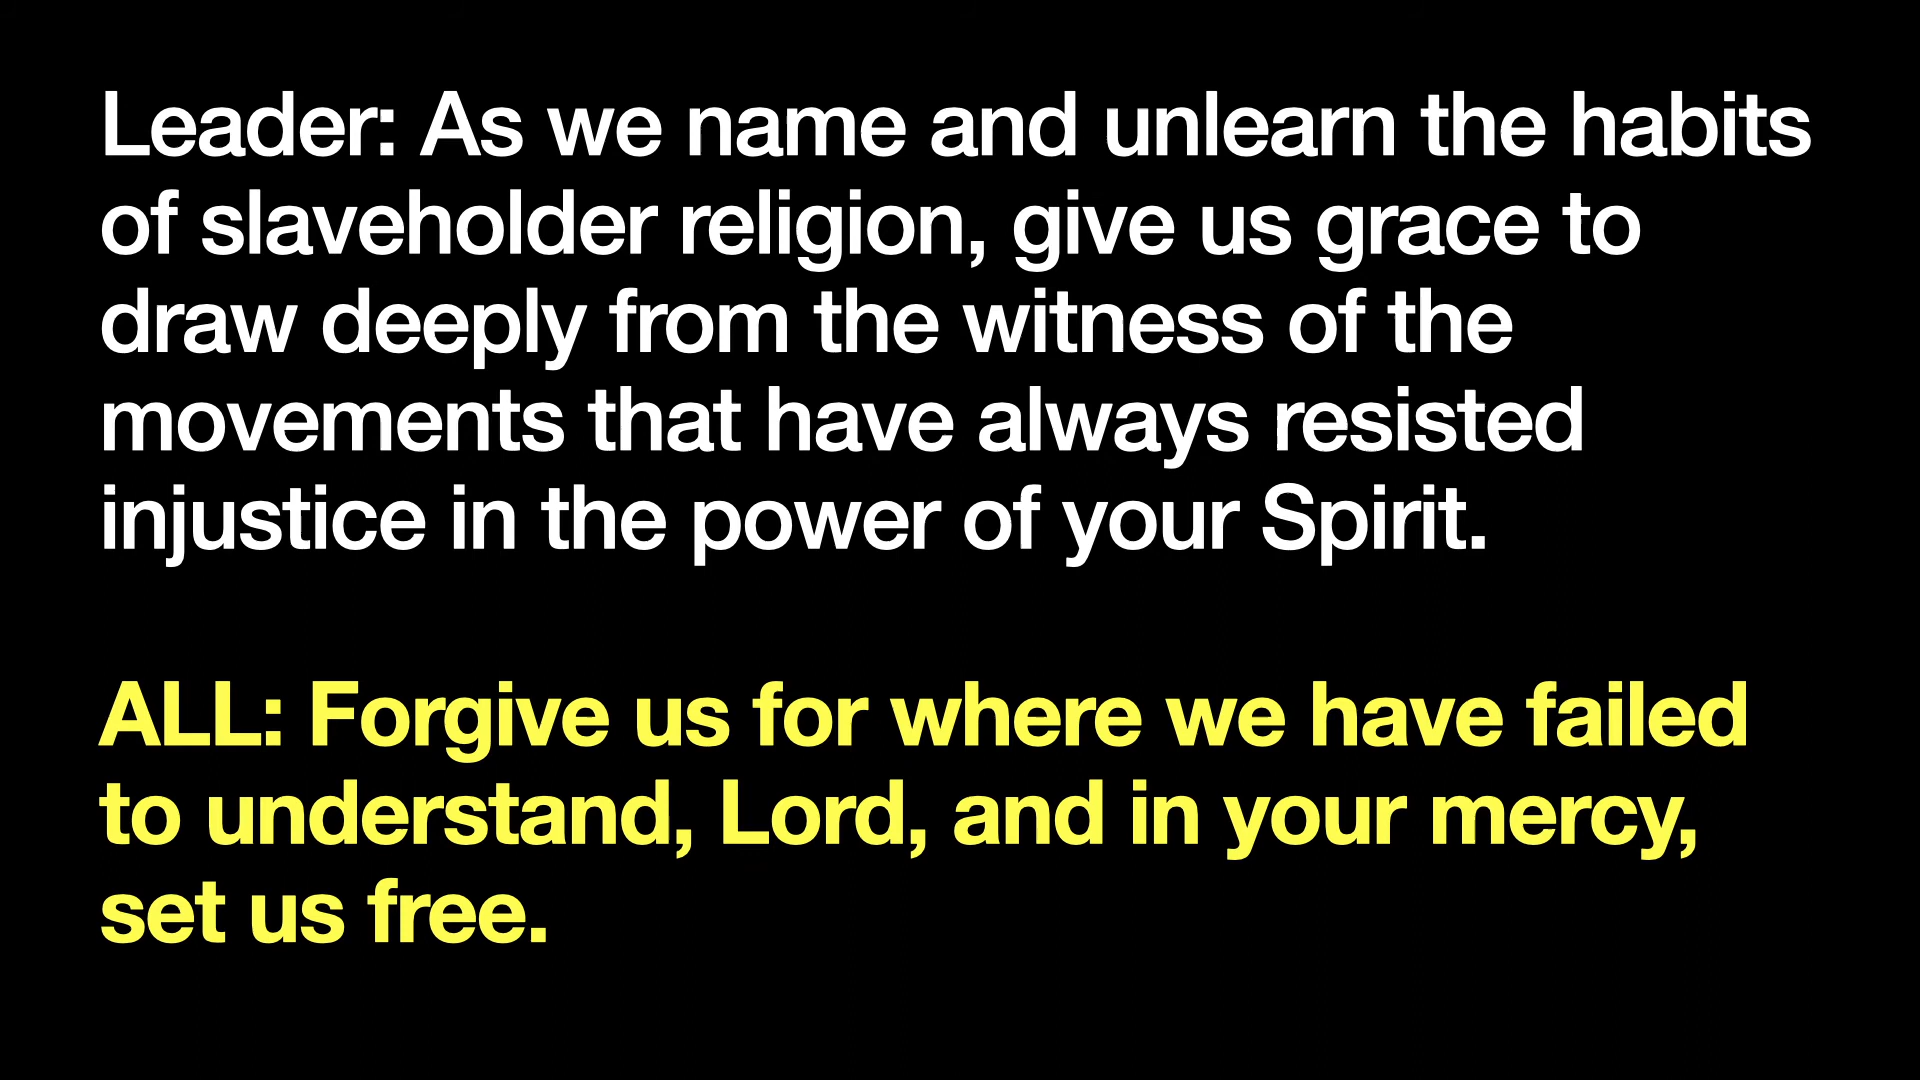 Leader: As we name and unlearn the habits
of slaveholder religion, give us grace to
draw deeply from the witness of the
movements that have always resisted
injustice in the power of your Spirit.
ALL: Forgive us for where we have failed
to understand, Lord, and in your mercy,
set us free.